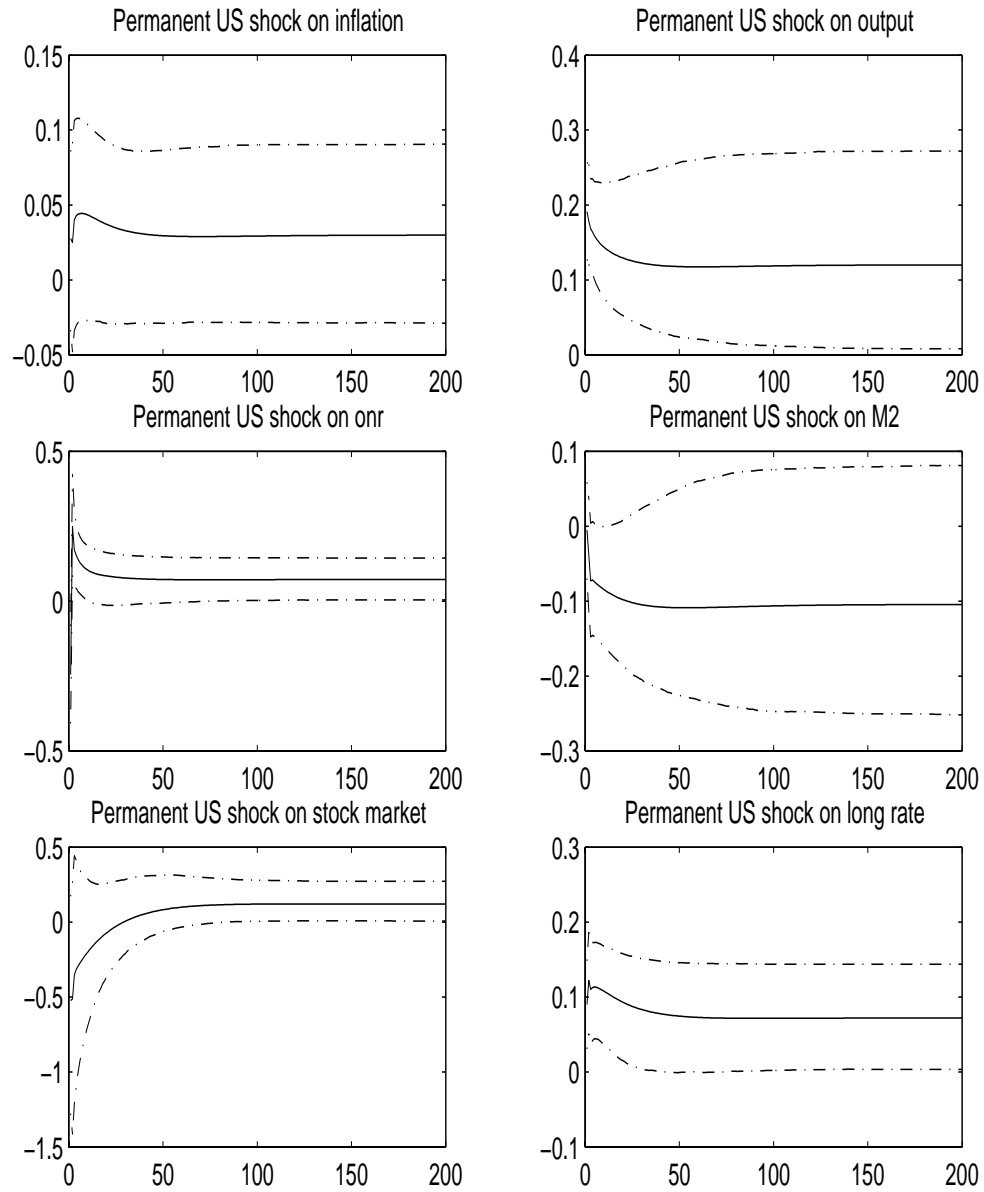 Permanent US shock on inflation
0.15
0.1
0.05
0
−0.05
0 50 100 150 200
Permanent US shock on output
0.4
0.3
0.2
0.1
0
0 50 100 150 200
Permanent US shock on onr
0.5
0
−0.5
0 50 100 150 200
Permanent US shock on M2
0.1
0
−0.1
−0.2
−0.3
0 50 100 150 200
Permanent US shock on stock market
0.5
0
−0.5
−1
−1.5
0 50 100 150 200
Permanent US shock on long rate
0.3
0.2
0.1
0
−0.1
0 50 100 150 200